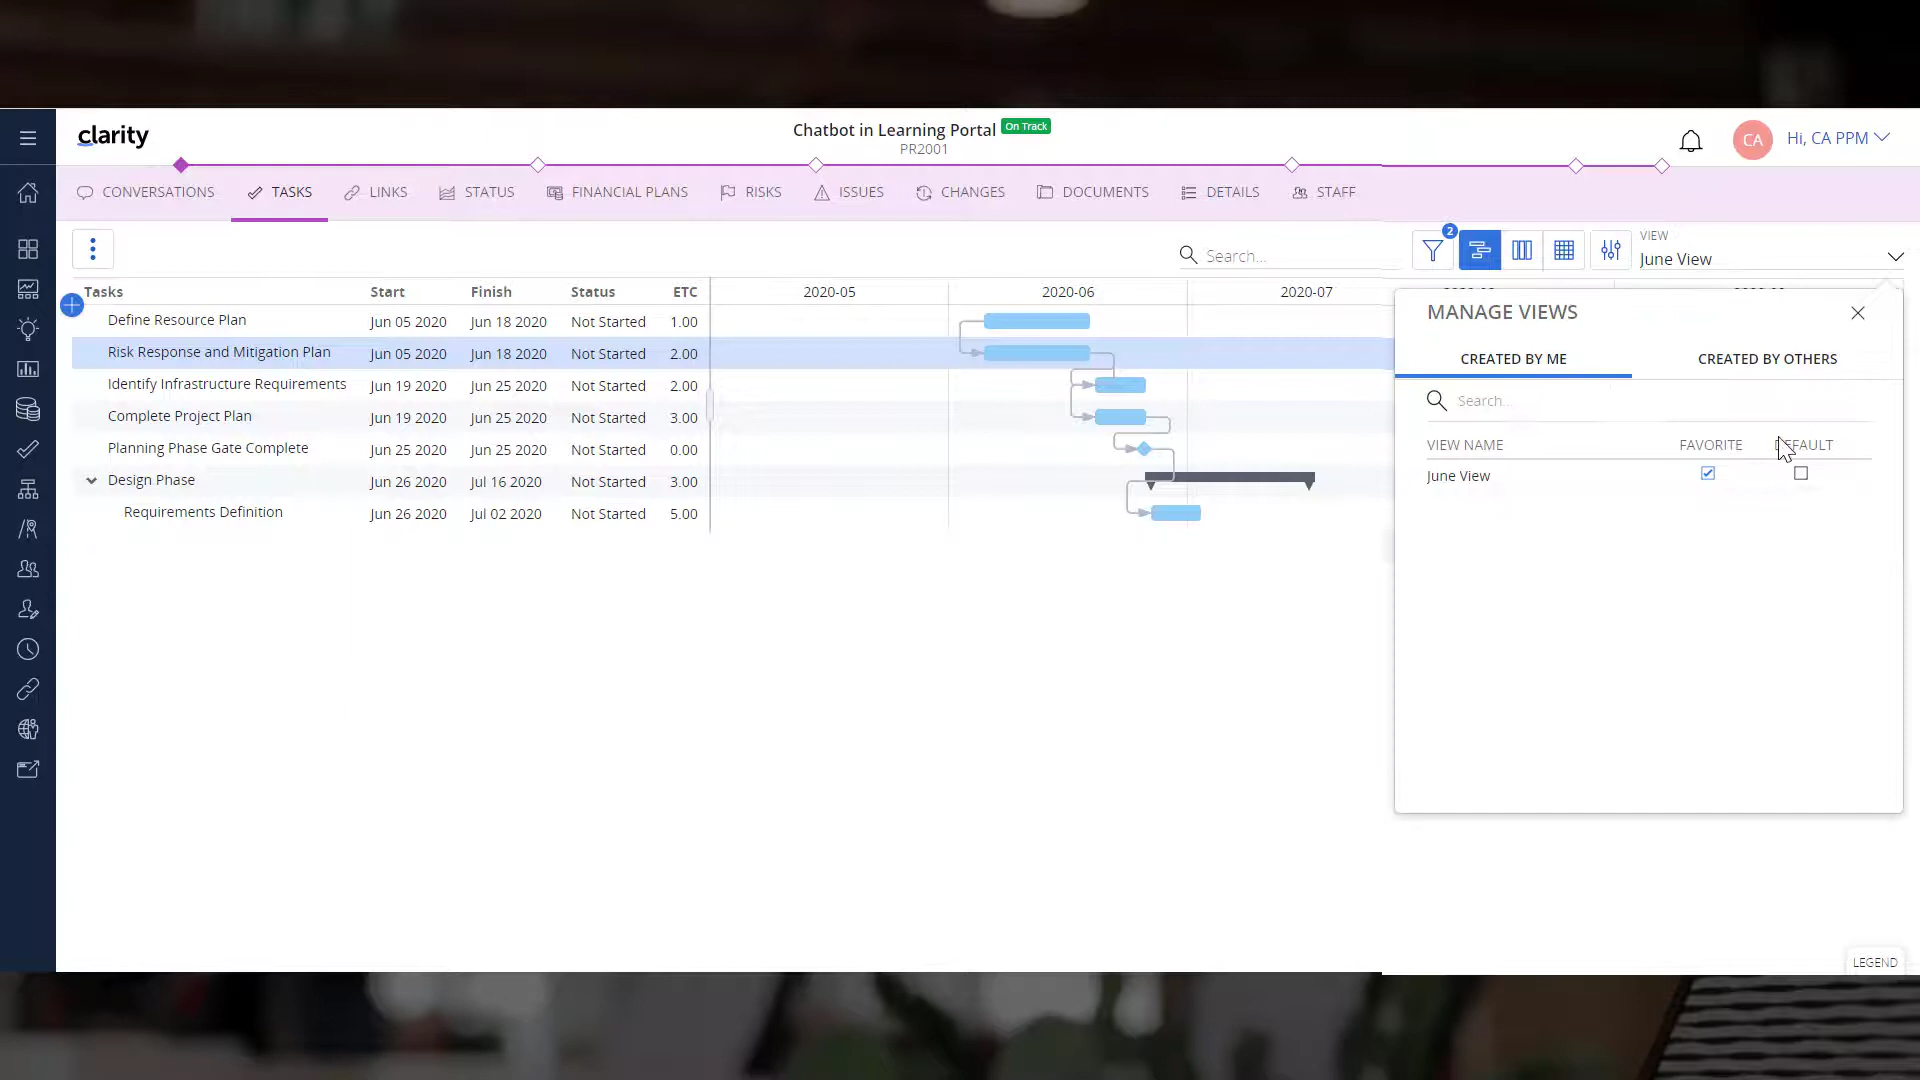 clarity
Chatbot in Learning Portal On Track
PR2001
CA Hi, CA PPM
CONVERSATIONS TASKS LINKS STATUS FINANCIAL PLANS RISKS ISSUES CHANGES DOCUMENTS DETAILS STAFF
Search...
2
VIEW
June View
Tasks Start Finish Status ETC 2020-05 2020-06 2020-07
Define Resource Plan Jun 05 2020 Jun 18 2020 Not Started 1.00
Risk Response and Mitigation Plan Jun 05 2020 Jun 18 2020 Not Started 2.00
Identify Infrastructure Requirements Jun 19 2020 Jun 25 2020 Not Started 2.00
Complete Project Plan Jun 19 2020 Jun 25 2020 Not Started 3.00
Planning Phase Gate Complete Jun 25 2020 Jun 25 2020 Not Started 0.00
Design Phase Jun 26 2020 Jul 16 2020 Not Started 3.00
Requirements Definition Jun 26 2020 Jul 02 2020 Not Started 5.00
MANAGE VIEWS
CREATED BY ME CREATED BY OTHERS
Search...
VIEW NAME FAVORITE DEFAULT
June View
LEGEND